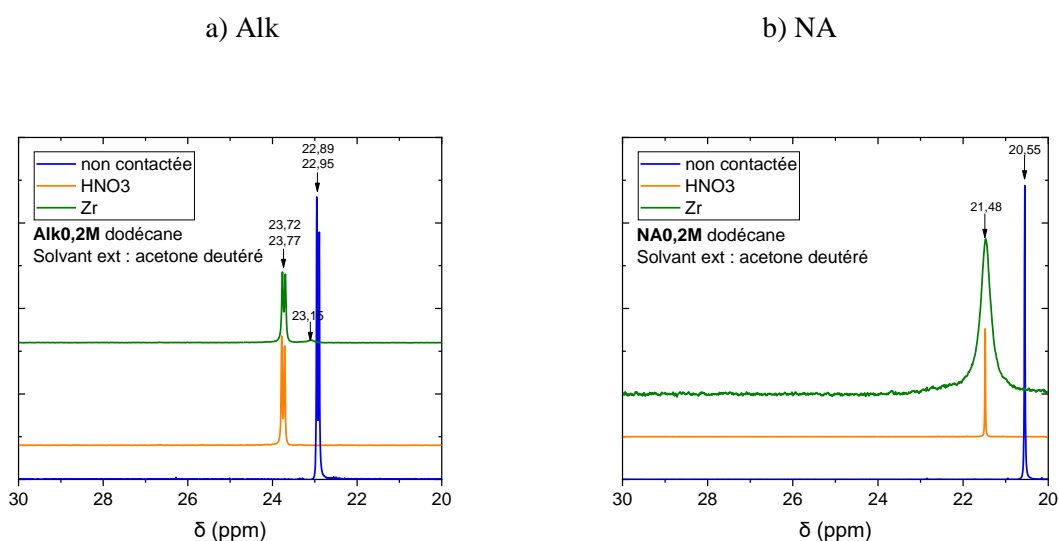 a) Alk
b) NA
22,89
22,95
non contactée
HNO3
Zr
Alk0,2M dodécane
Solvant ext : acetone deutéré
23,72
23,77
23,15
30 28 26 24 22 20
δ (ppm)
20,55
non contactée
HNO3
Zr
21,48
NA0,2M dodécane
Solvant ext : acetone deutéré
30 28 26 24 22 20
δ (ppm)